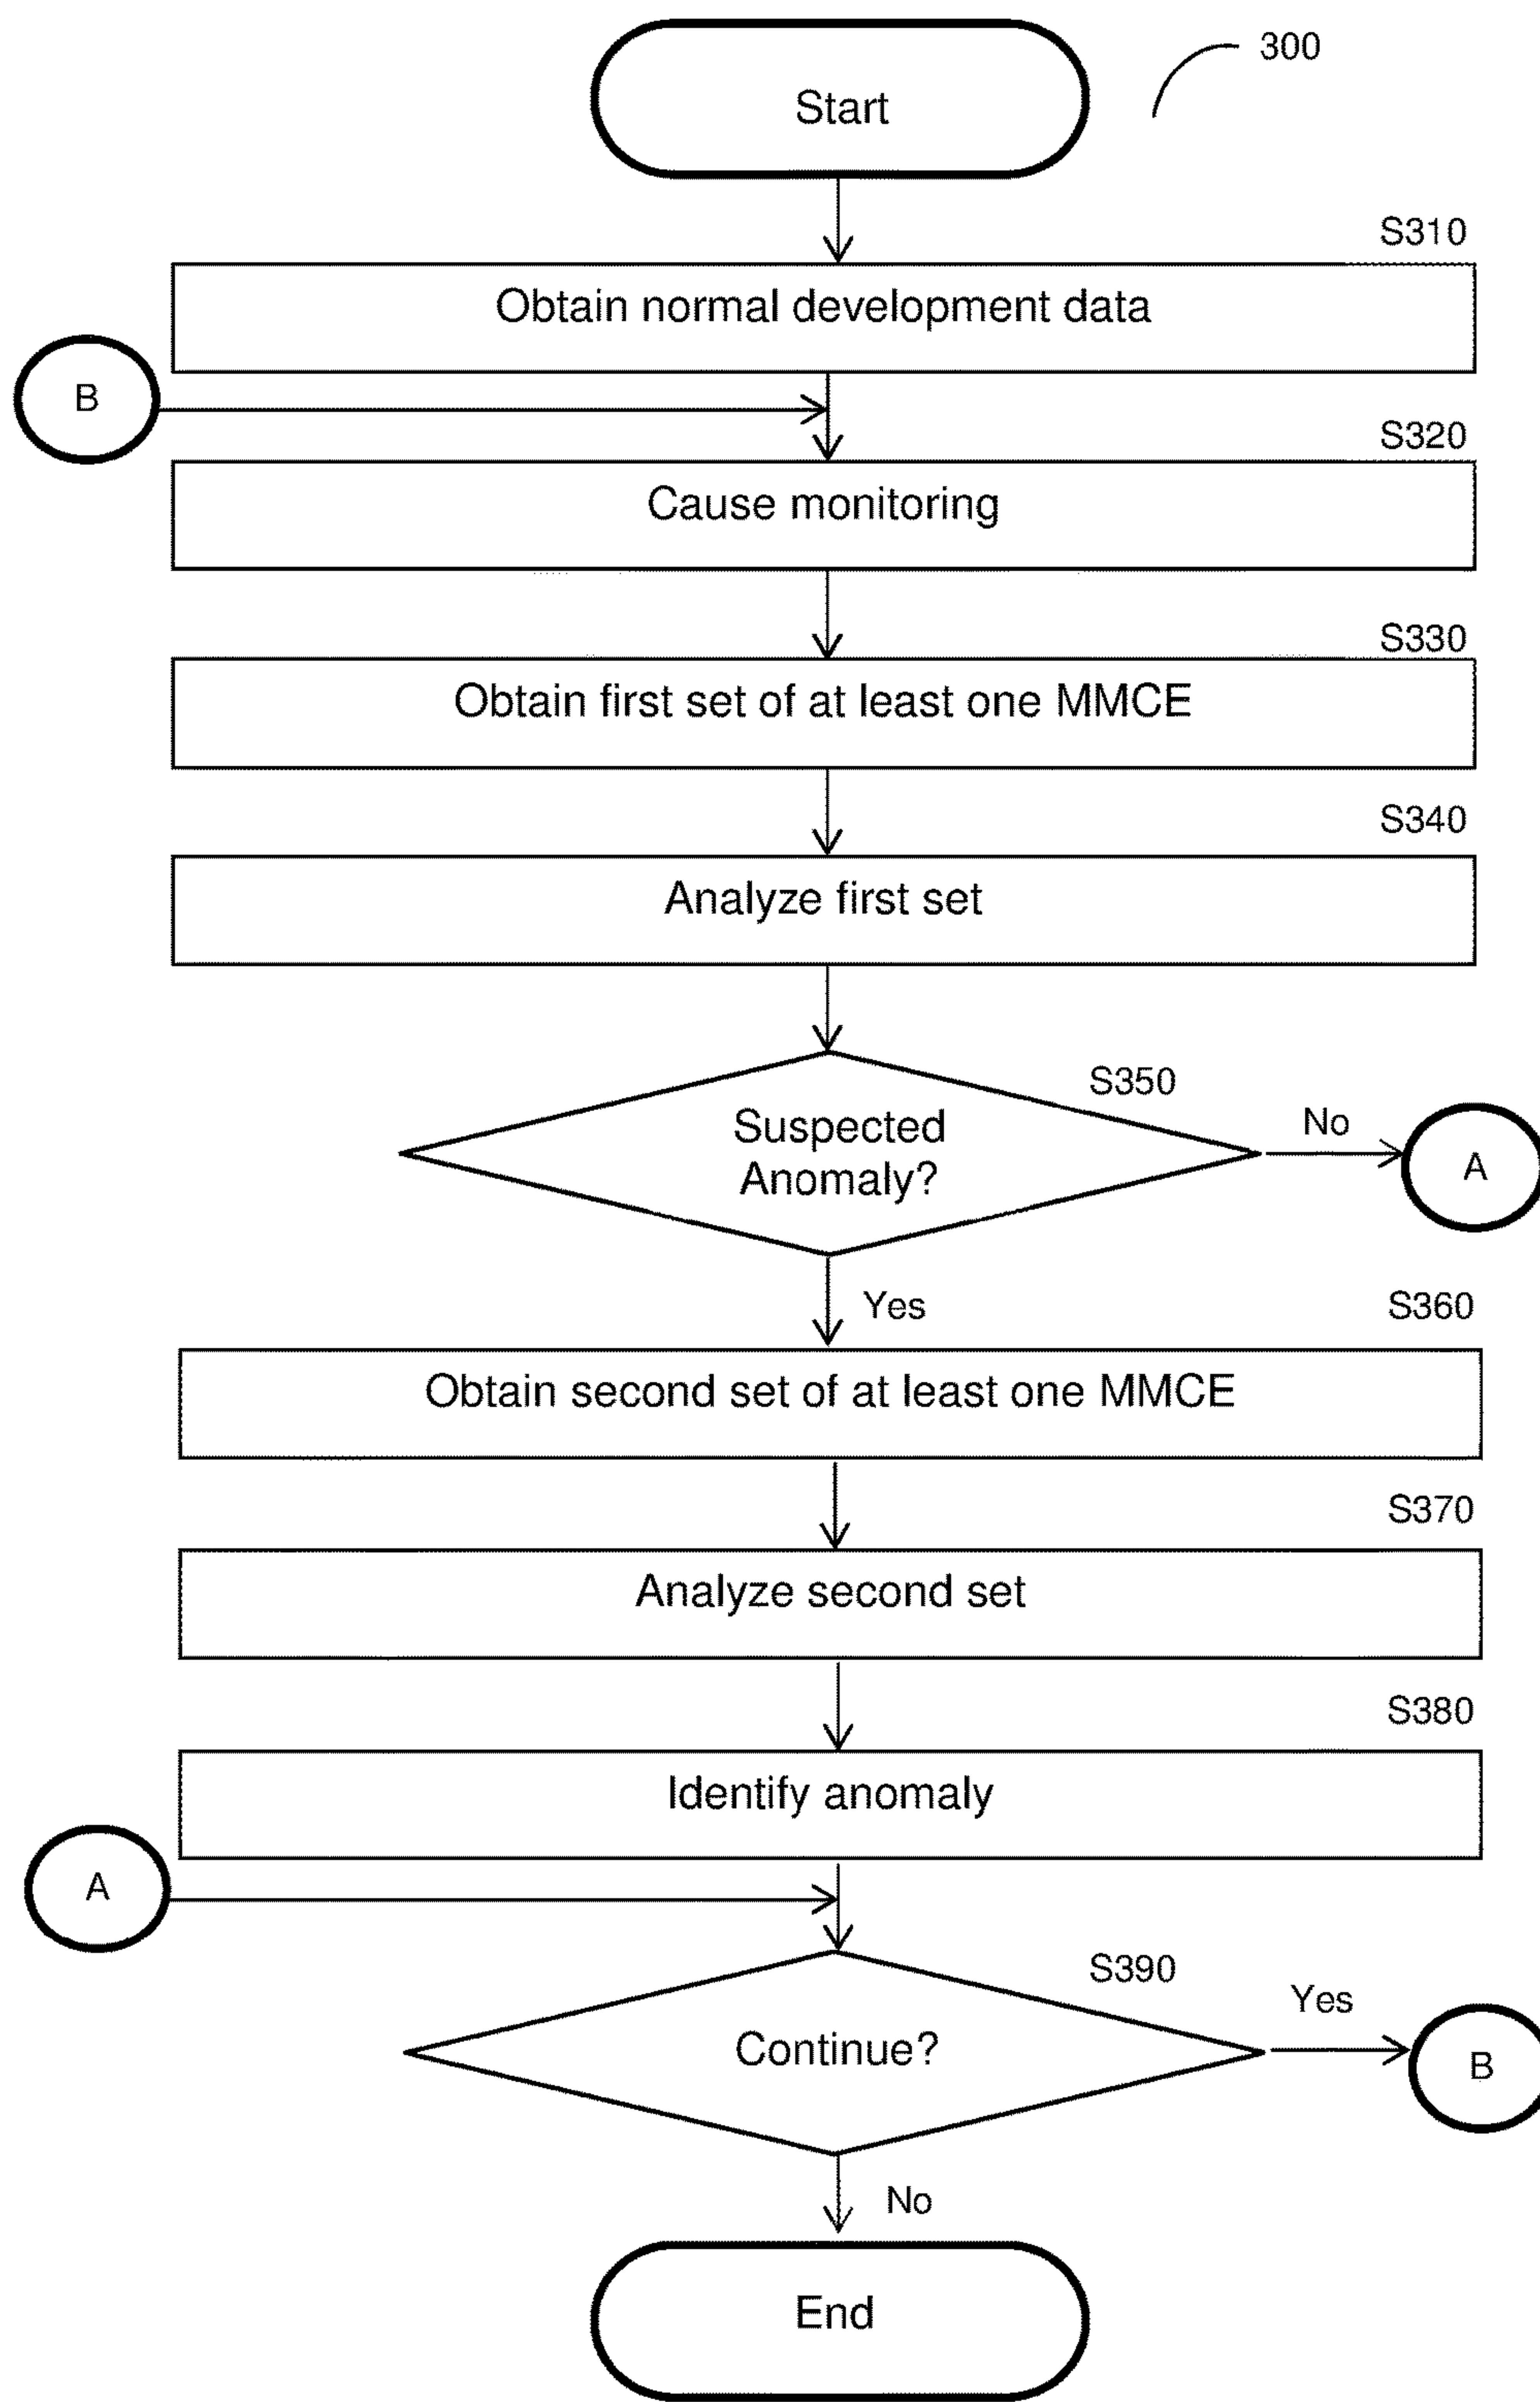 Start
300
S310
Obtain normal development data
B
S320
Cause monitoring
S330
Obtain first set of at least one MMCE
S340
Analyze first set
S350
Suspected
Anomaly?
No
A
Yes
S360
Obtain second set of at least one MMCE
S370
Analyze second set
S380
Identify anomaly
A
S390
Continue?
Yes
B
No
End